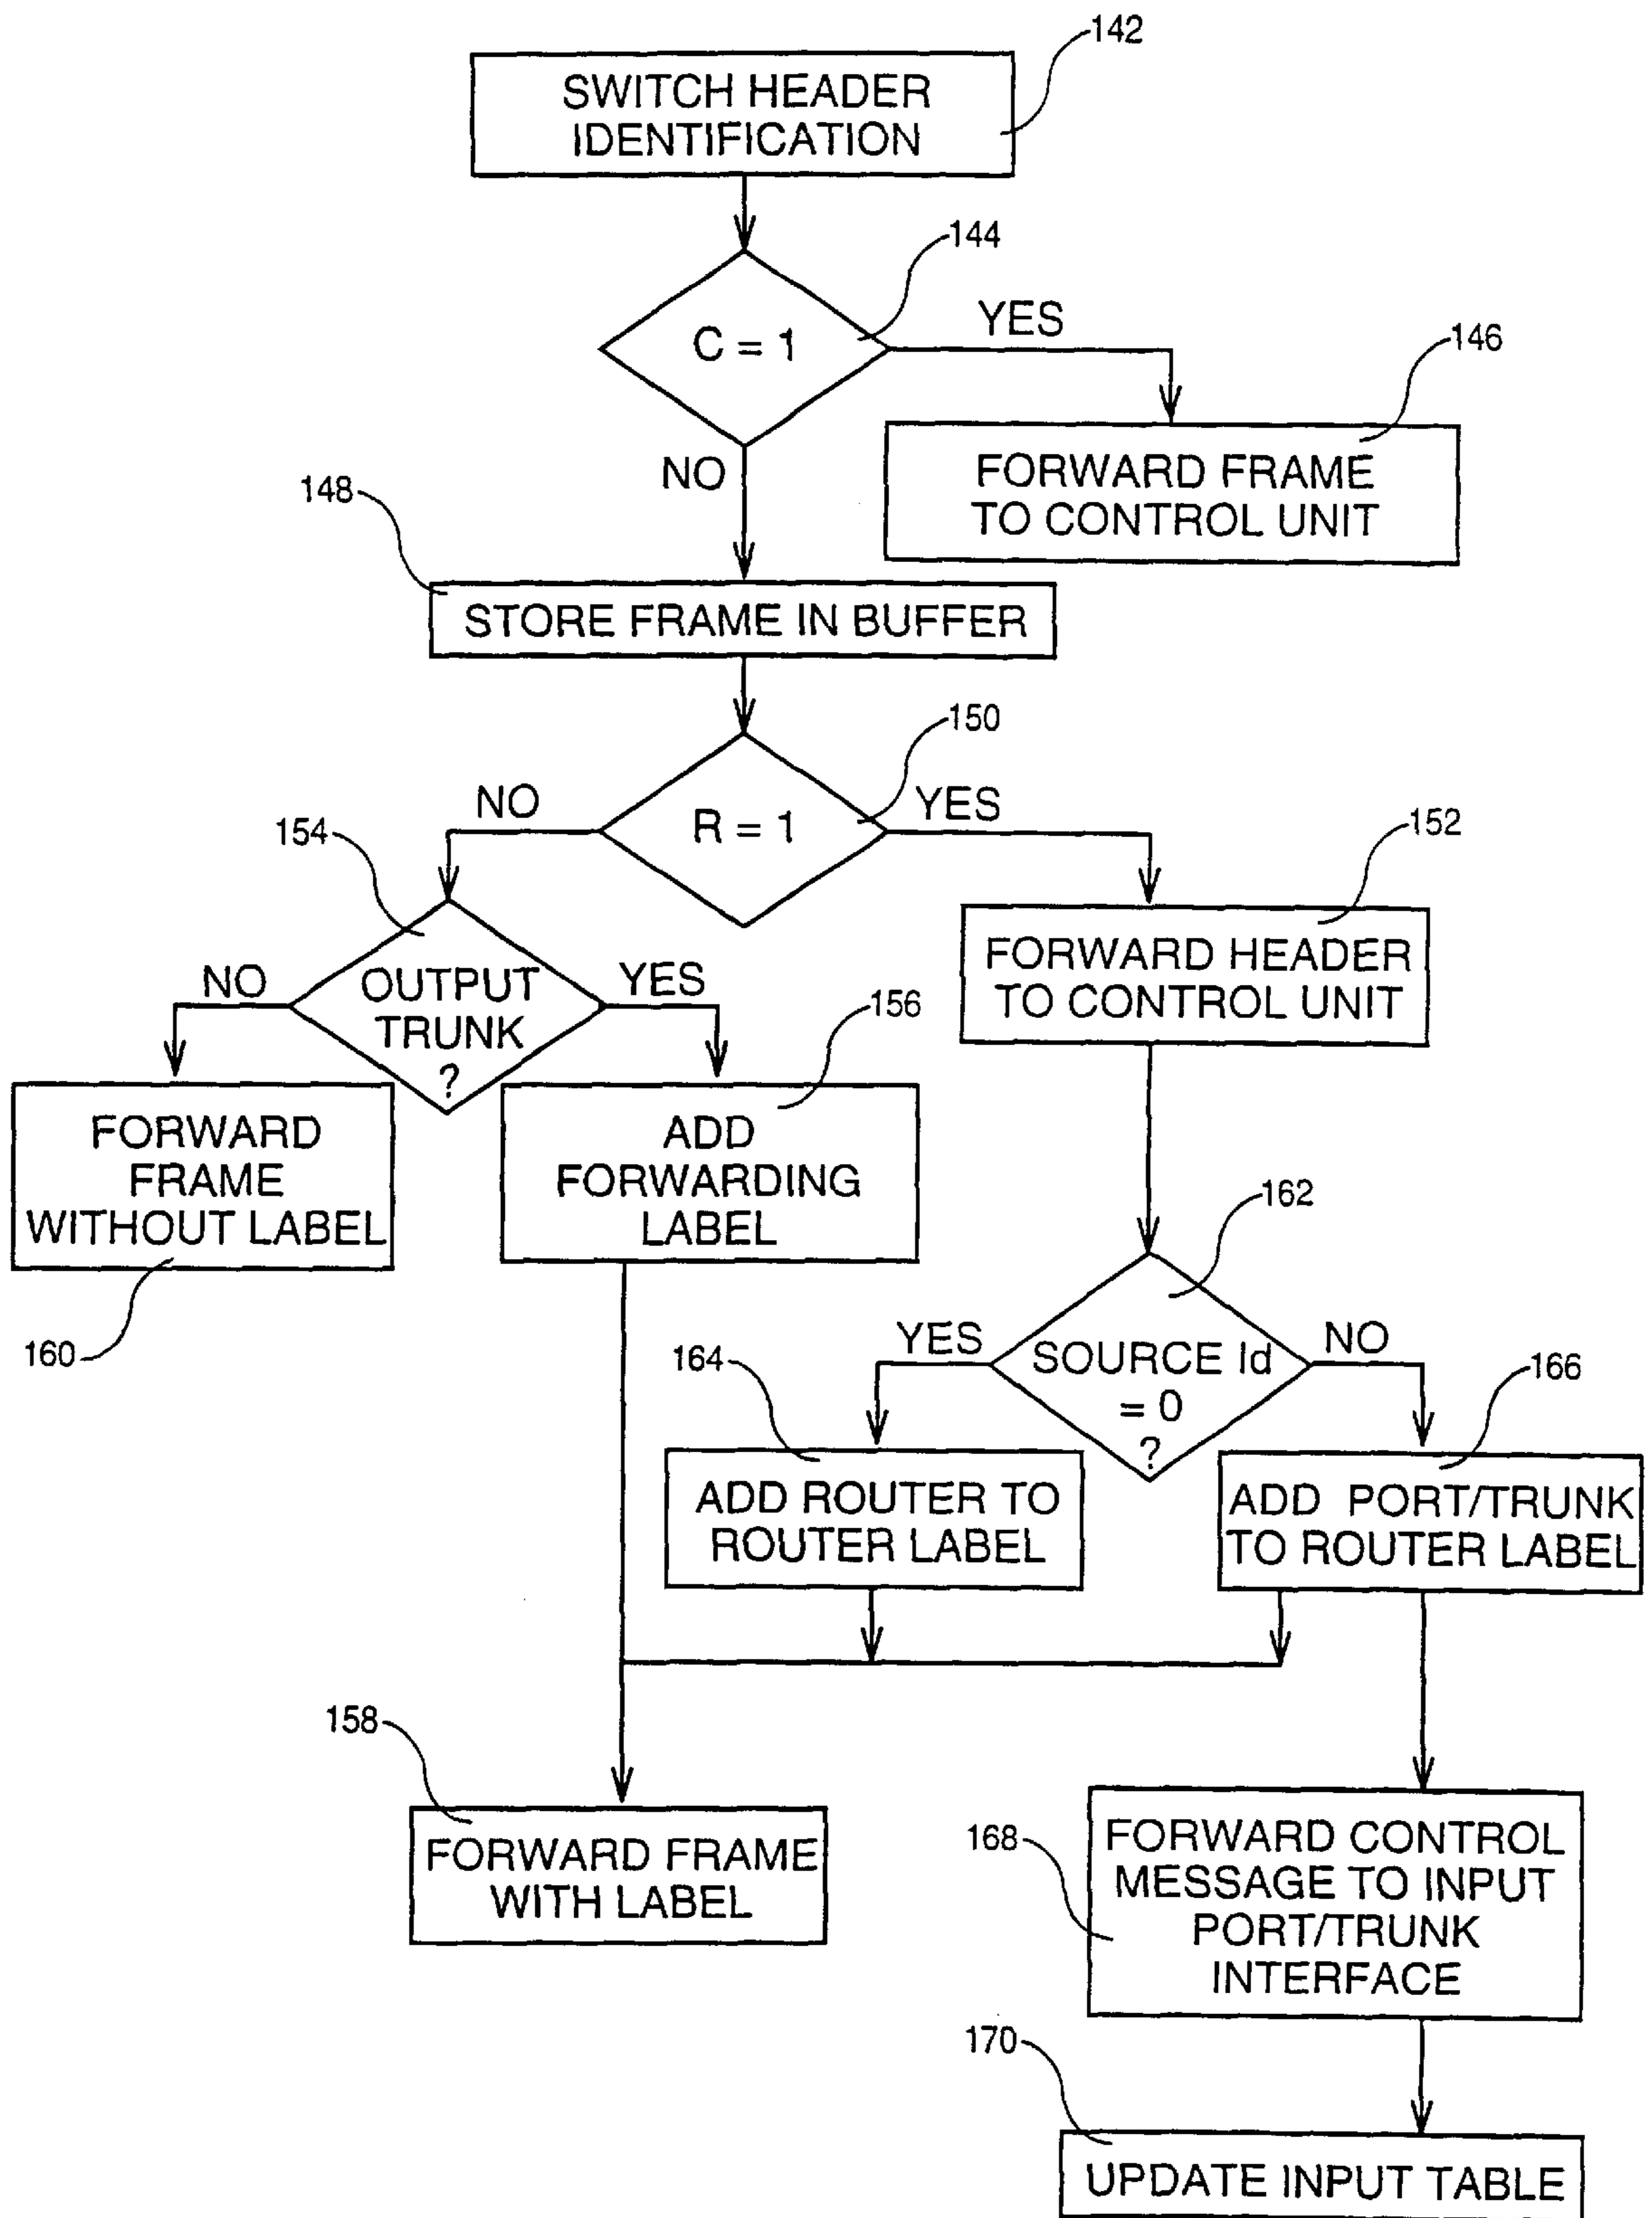 142
SWITCH HEADER
IDENTIFICATION
144
C = 1
YES
146
FORWARD FRAME
TO CONTROL UNIT
NO
148
STORE FRAME IN BUFFER
150
R = 1
NO
YES
154
152
OUTPUT
TRUNK
?
NO
YES
156
FORWARD HEADER
TO CONTROL UNIT
FORWARD
FRAME
WITHOUT LABEL
160
ADD
FORWARDING
LABEL
162
SOURCE Id
= 0
?
YES
NO
164
166
ADD ROUTER TO
ROUTER LABEL
ADD PORT/TRUNK
TO ROUTER LABEL
158
FORWARD FRAME
WITH LABEL
168
FORWARD CONTROL
MESSAGE TO INPUT
PORT/TRUNK
INTERFACE
170
UPDATE INPUT TABLE